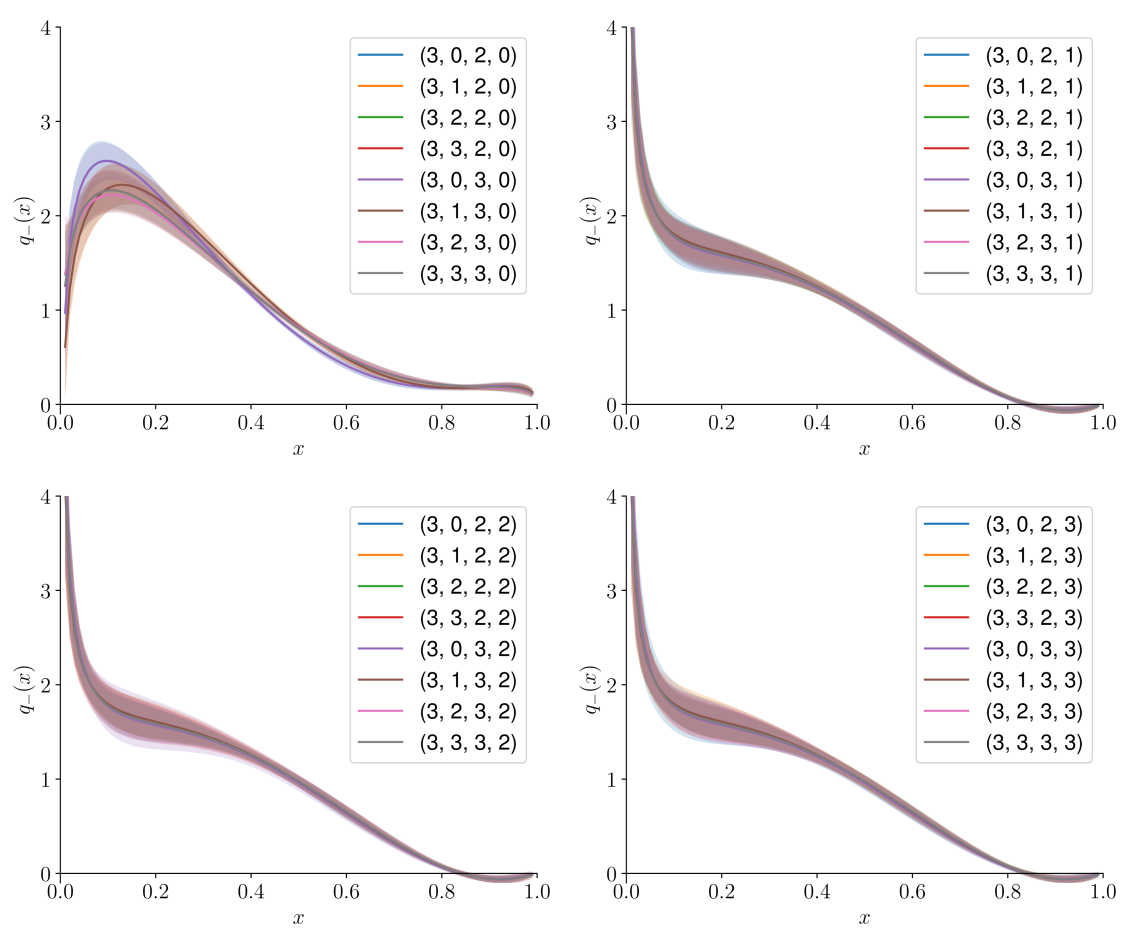 4
3
2
1
0
q₋(x)
(3, 0, 2, 0)
(3, 1, 2, 0)
(3, 2, 2, 0)
(3, 3, 2, 0)
(3, 0, 3, 0)
(3, 1, 3, 0)
(3, 2, 3, 0)
(3, 3, 3, 0)
0.0 0.2 0.4 0.6 0.8 1.0
x
4
3
2
1
0
q₋(x)
(3, 0, 2, 1)
(3, 1, 2, 1)
(3, 2, 2, 1)
(3, 3, 2, 1)
(3, 0, 3, 1)
(3, 1, 3, 1)
(3, 2, 3, 1)
(3, 3, 3, 1)
0.0 0.2 0.4 0.6 0.8 1.0
x
4
3
2
1
0
q₋(x)
(3, 0, 2, 2)
(3, 1, 2, 2)
(3, 2, 2, 2)
(3, 3, 2, 2)
(3, 0, 3, 2)
(3, 1, 3, 2)
(3, 2, 3, 2)
(3, 3, 3, 2)
0.0 0.2 0.4 0.6 0.8 1.0
x
4
3
2
1
0
q₋(x)
(3, 0, 2, 3)
(3, 1, 2, 3)
(3, 2, 2, 3)
(3, 3, 2, 3)
(3, 0, 3, 3)
(3, 1, 3, 3)
(3, 2, 3, 3)
(3, 3, 3, 3)
0.0 0.2 0.4 0.6 0.8 1.0
x